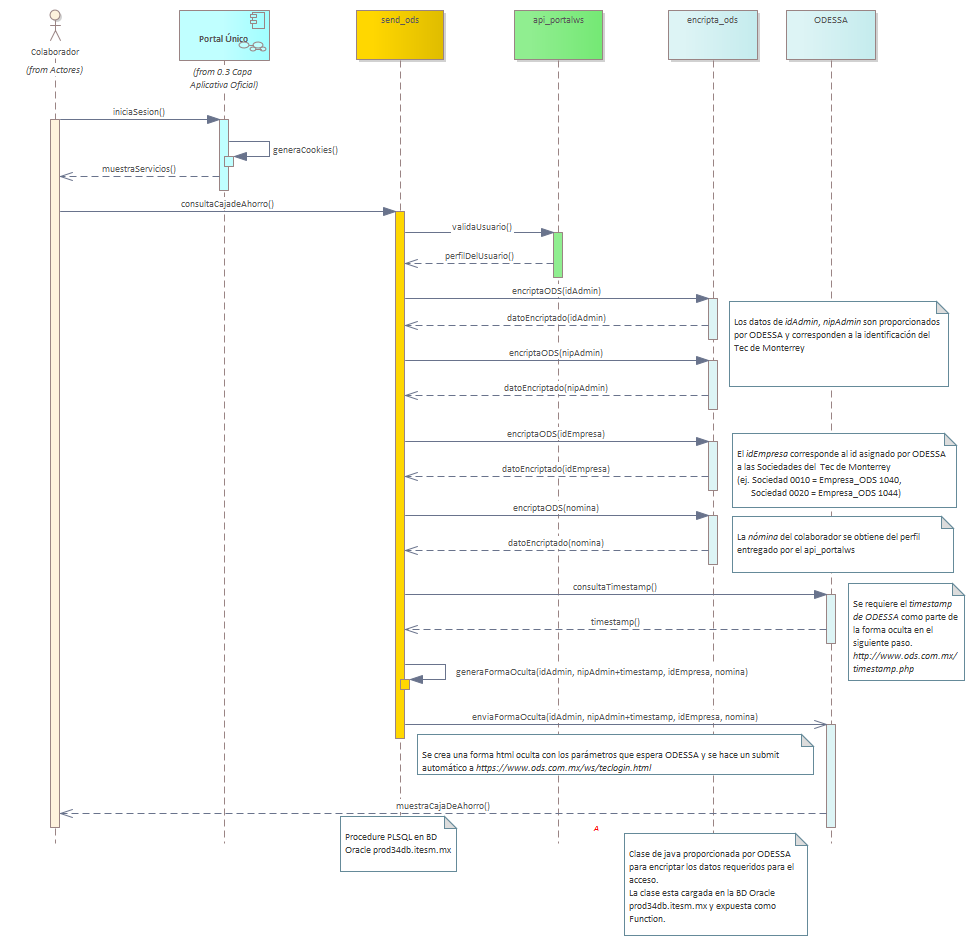 send_ods
api_portalws
encripta_ods
ODESSA
Portal Único
Colaborador
(from Actores)
(from 0.3 Capa
Aplicativa Oficial)
iniciaSesion()
generaCookies()
muestraServicios()
consultaCajadeAhorro()
validaUsuario()
perfilDelUsuario()
encriptaODS(idAdmin)
datoEncriptado(idAdmin)
Los datos de idAdmin, nipAdmin son proporcionados
por ODESSA y corresponden a la identificación del
Tec de Monterrey
encriptaODS(nipAdmin)
datoEncriptado(nipAdmin)
encriptaODS(idEmpresa)
datoEncriptado(idEmpresa)
El idEmpresa corresponde al id asignado por ODESSA
a las Sociedades del Tec de Monterrey
(ej. Sociedad 0010 = Empresa_ODS 1040,
Sociedad 0020 = Empresa_ODS 1044)
encriptaODS(nomina)
datoEncriptado(nomina)
La nómina del colaborador se obtiene del perfil
entregado por el api_portalws
consultaTimestamp()
timestamp()
Se requiere el timestamp
de ODESSA como parte de
la forma oculta en el
siguiente paso.
http://www.ods.com.mx/
timestamp.php
generaFormaOculta(idAdmin, nipAdmin+timestamp, idEmpresa, nomina)
enviaFormaOculta(idAdmin, nipAdmin+timestamp, idEmpresa, nomina)
Se crea una forma html oculta con los parámetros que espera ODESSA y se hace un submit
automático a https://www.ods.com.mx/ws/teclogin.html
muestraCajaDeAhorro()
A
Procedure PLSQL en BD
Oracle prod34db.itesm.mx
Clase de java proporcionada por ODESSA
para encriptar los datos requeridos para el
acceso.
La clase esta cargada en la BD Oracle
prod34db.itesm.mx y expuesta como
Function.